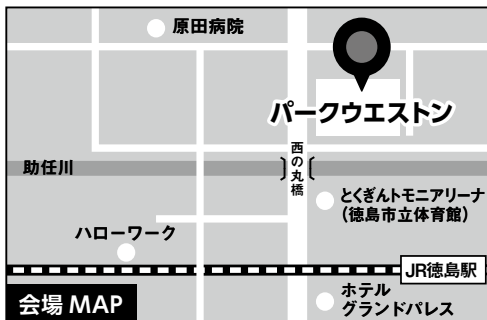 原田病院
パークウエストン
助任川
西の丸橋
とくぎんトモニアリーナ
(徳島市立体育館)
ハローワーク
JR徳島駅
会場 MAP
ホテル
グランドパレス